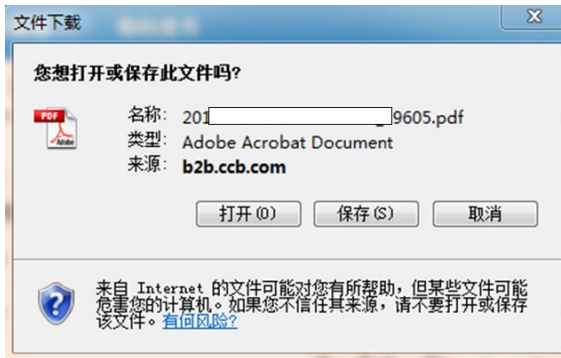 文件下载
您想打开或保存此文件吗?
PDF
Adobe
名称: 201 9605.pdf
类型: Adobe Acrobat Document
来源: b2b.ccb.com
打开(O) 保存(S) 取消
来自 Internet 的文件可能对您有所帮助，但某些文件可能
危害您的计算机。如果您不信任其来源，请不要打开或保存
该文件。有何风险?